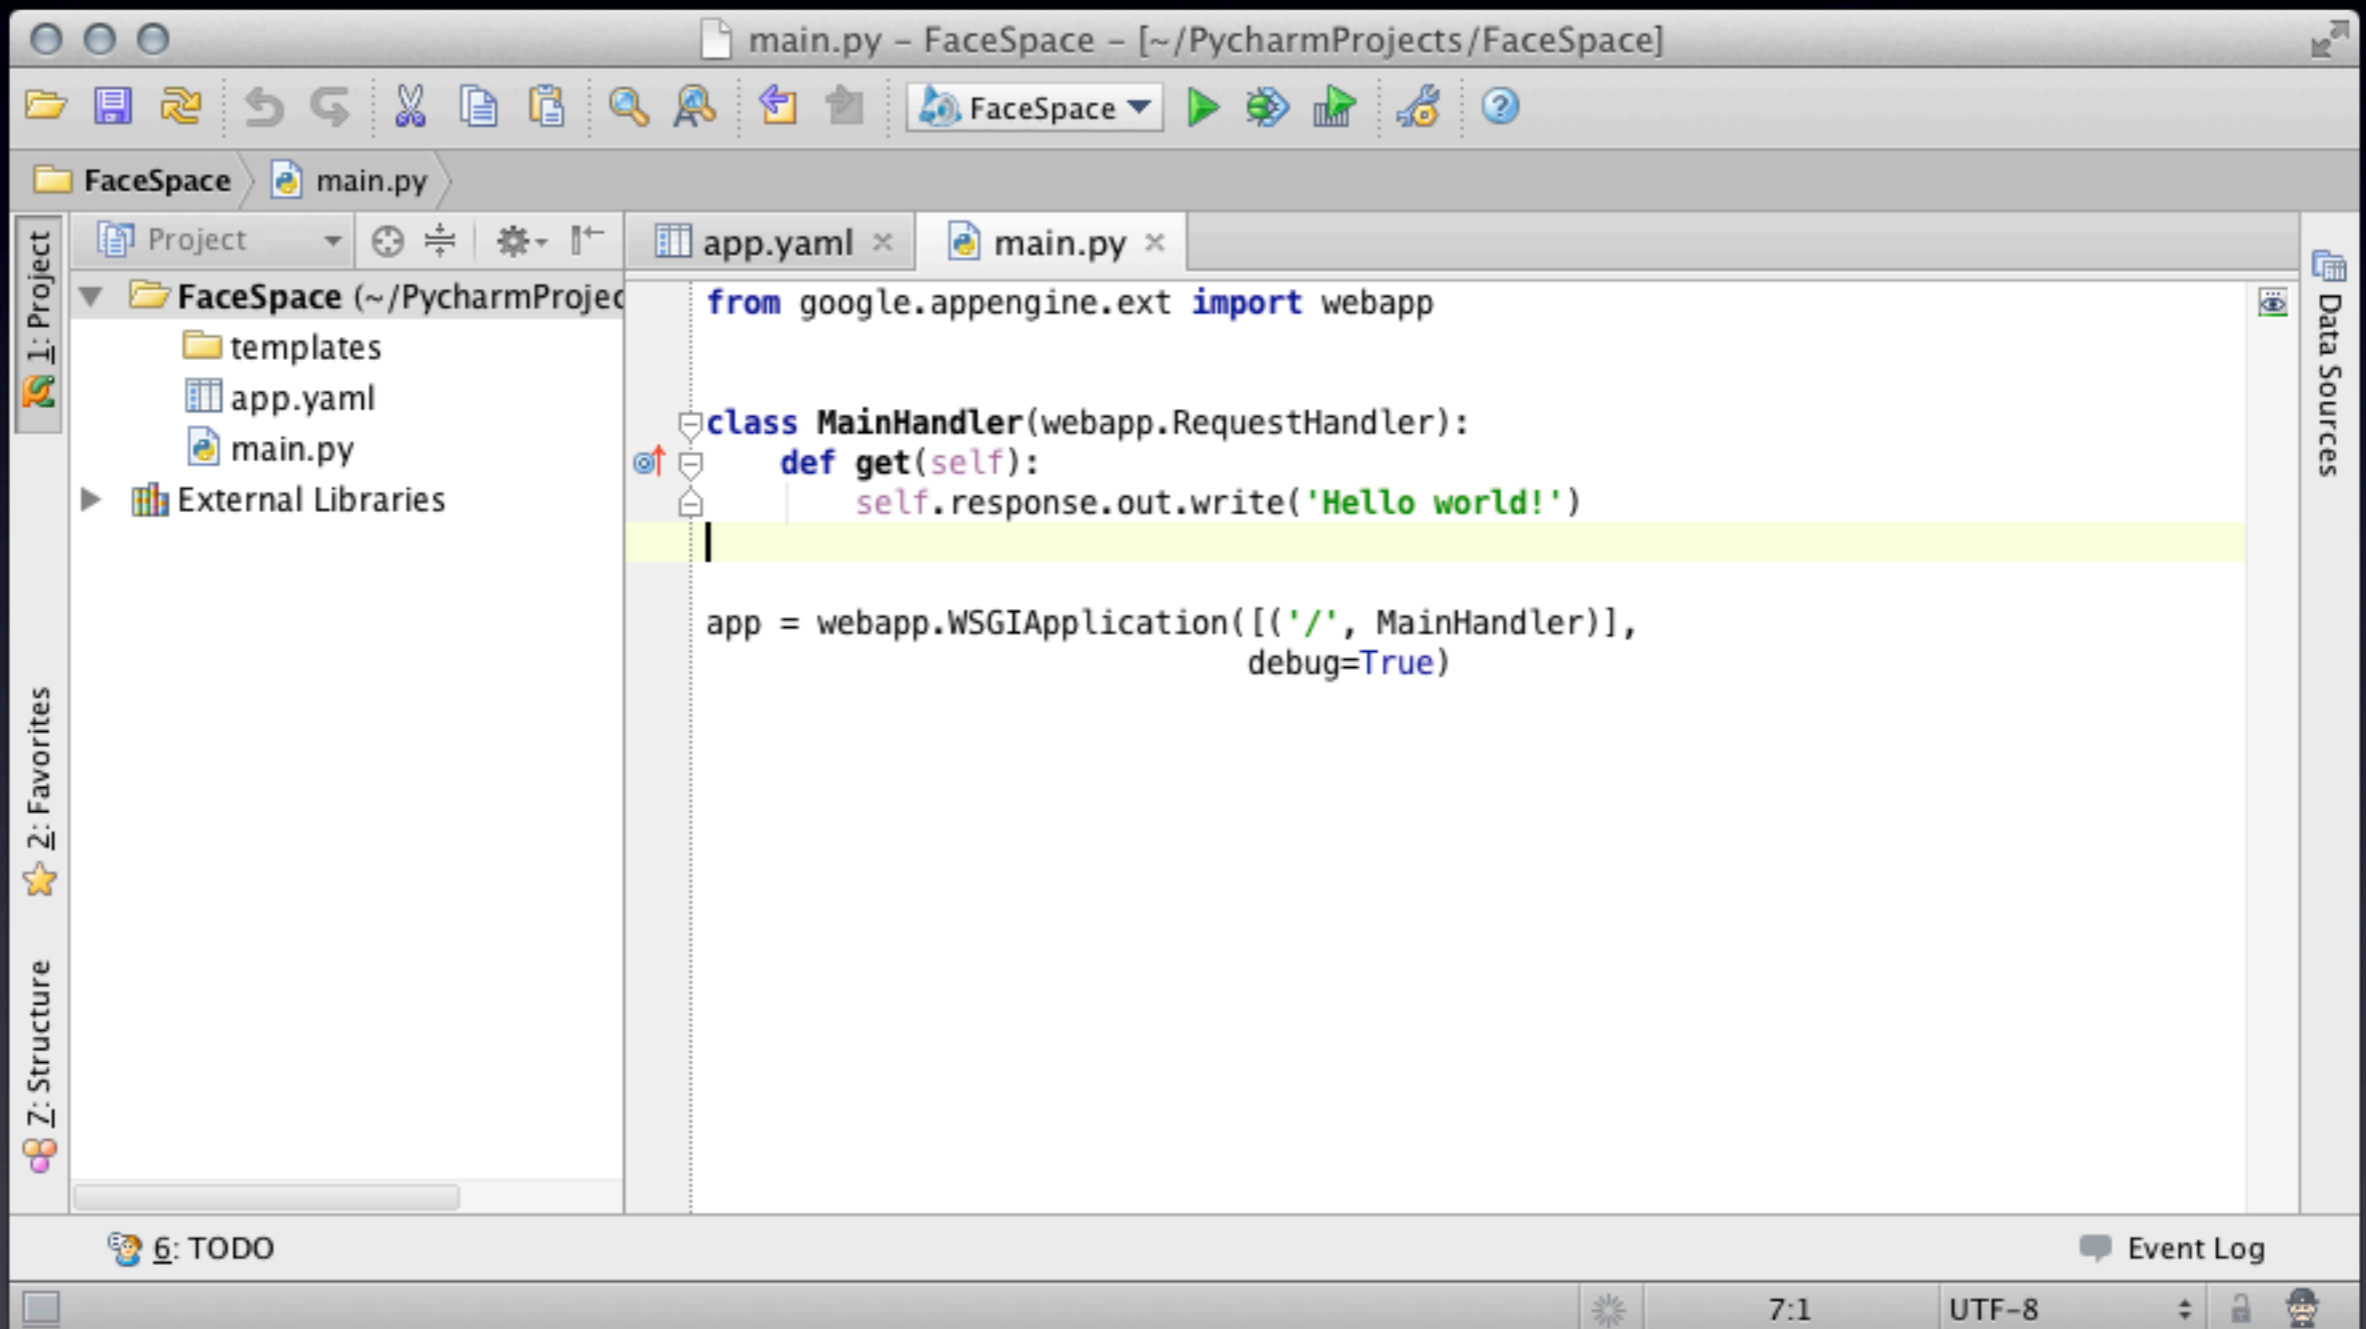 main.py – FaceSpace – [~/PycharmProjects/FaceSpace]
FaceSpace
FaceSpace
main.py
1: Project
Project
FaceSpace (~/PycharmProjec
templates
app.yaml
main.py
External Libraries
2: Favorites
7: Structure
app.yaml
main.py
from google.appengine.ext import webapp
class MainHandler(webapp.RequestHandler):
    def get(self):
        self.response.out.write('Hello world!')
app = webapp.WSGIApplication([('/', MainHandler)],
                             debug=True)
Data Sources
6: TODO
Event Log
7:1
UTF-8